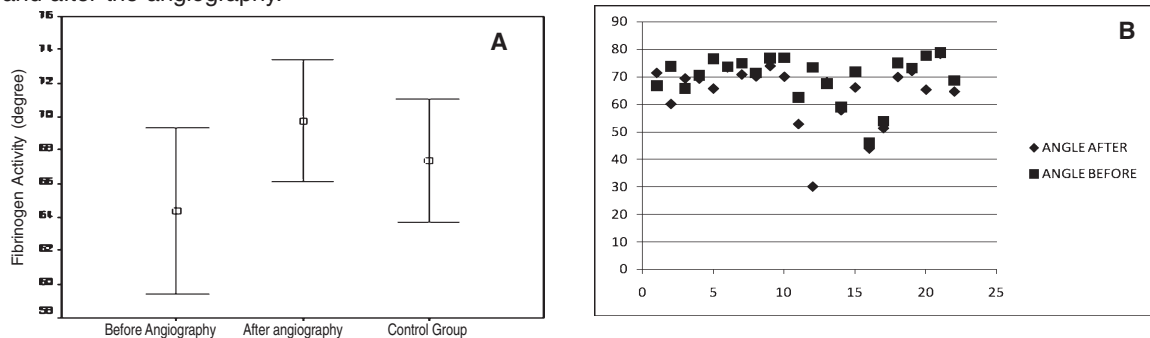 and after the angiography.
A
Fibrinogen Activity (degree)
Before Angiography
After angiography
Control Group
B
90
80
70
60
50
40
30
20
10
0
0 5 10 15 20 25
ANGLE AFTER
ANGLE BEFORE